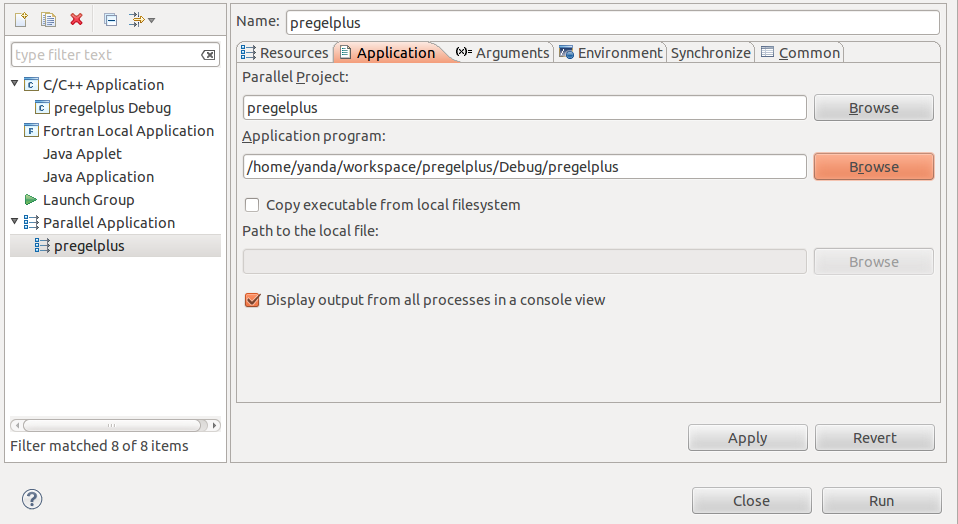 Name: pregelplus
type filter text
C/C++ Application
pregelplus Debug
Fortran Local Application
Java Applet
Java Application
Launch Group
Parallel Application
pregelplus
Filter matched 8 of 8 items
Resources Application (x)= Arguments Environment Synchronize Common
Parallel Project:
pregelplus Browse
Application program:
/home/yanda/workspace/pregelplus/Debug/pregelplus Browse
Copy executable from local filesystem
Path to the local file:
Browse
Display output from all processes in a console view
Apply Revert
? Close Run